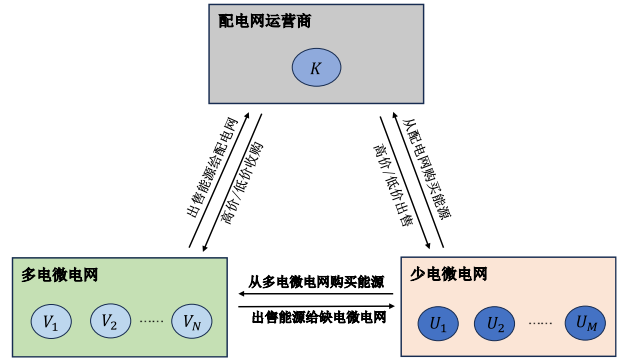 配电网运营商
K
出售能源给配电网
高价/低价收购
从配电网购买能源
高价/低价出售
多电微电网
V1 V2 …… VN
从多电微电网购买能源
出售能源给缺电微电网
少电微电网
U1 U2 …… UM